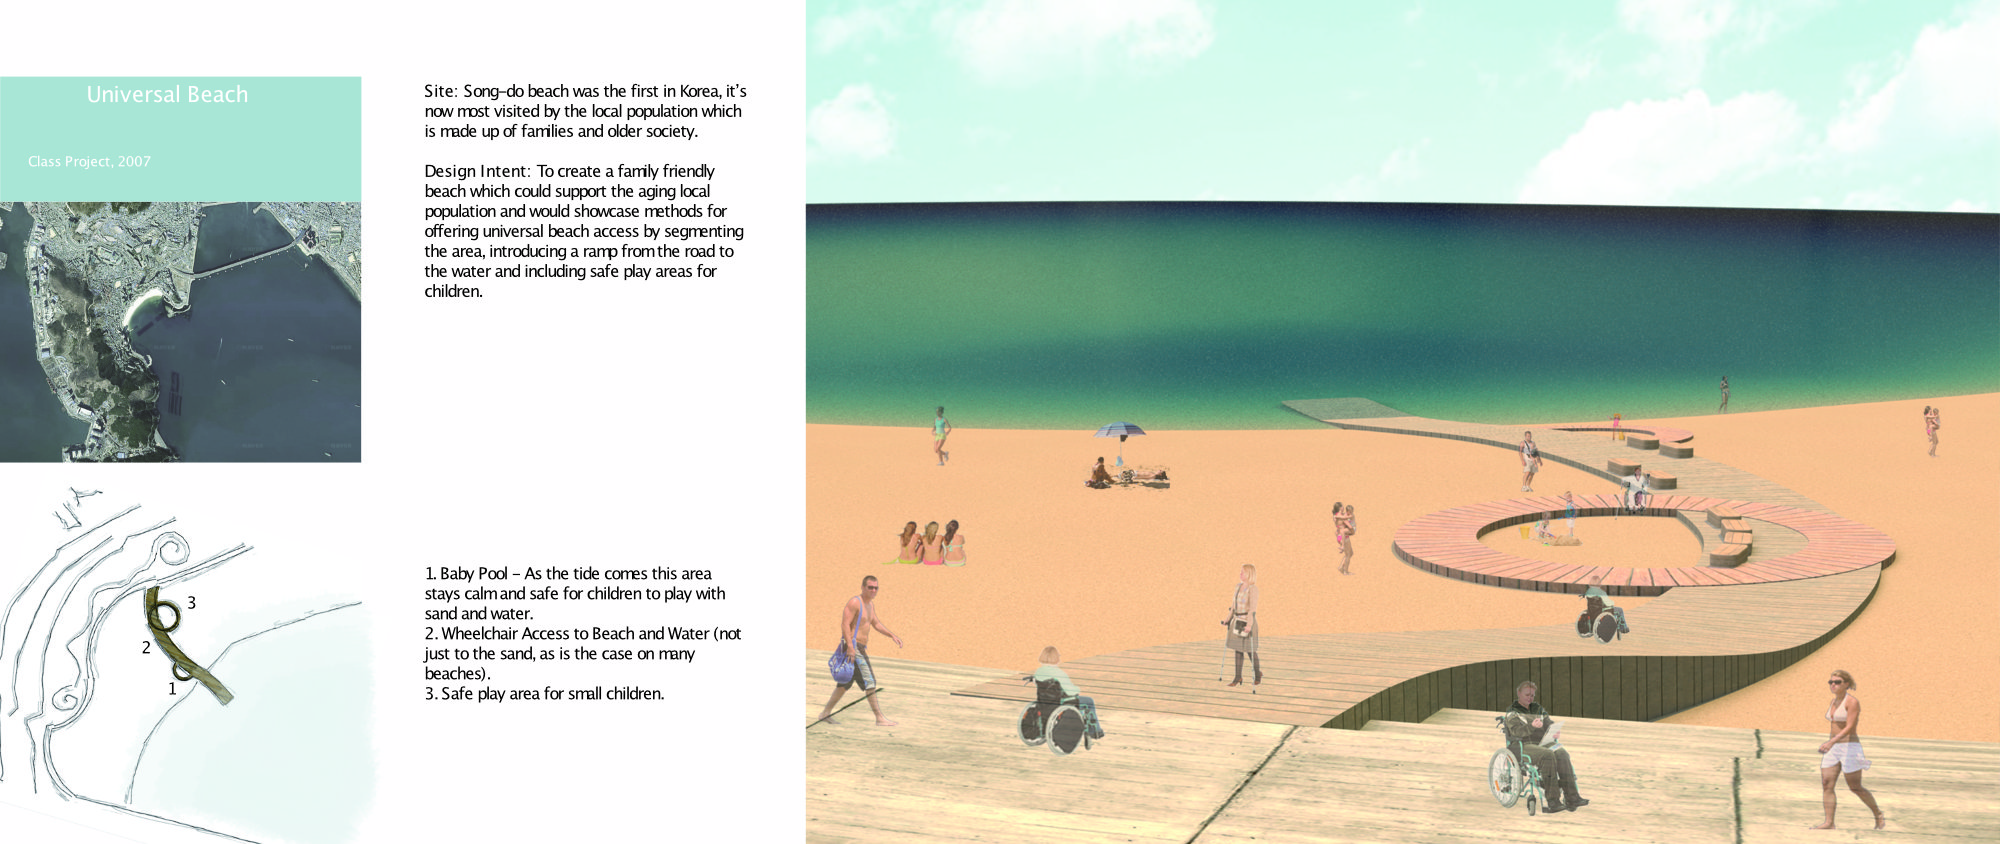 Universal Beach
Class Project, 2007
Site: Song-do beach was the first in Korea, it's
now most visited by the local population which
is made up of families and older society.
Design Intent: To create a family friendly
beach which could support the aging local
population and would showcase methods for
offering universal beach access by segmenting
the area, introducing a ramp from the road to
the water and including safe play areas for
children.
3
2
1
1. Baby Pool - As the tide comes this area
stays calm and safe for children to play with
sand and water.
2. Wheelchair Access to Beach and Water (not
just to the sand, as is the case on many
beaches).
3. Safe play area for small children.